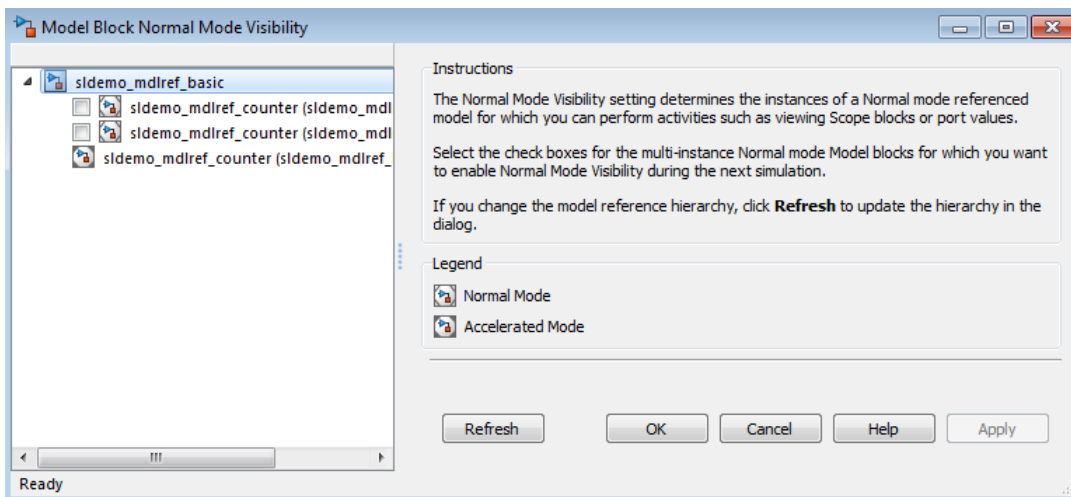 Model Block Normal Mode Visibility
sldemo_mdlref_basic
sldemo_mdlref_counter (sldemo_mdl
sldemo_mdlref_counter (sldemo_mdl
sldemo_mdlref_counter (sldemo_mdlref_
Instructions
The Normal Mode Visibility setting determines the instances of a Normal mode referenced
model for which you can perform activities such as viewing Scope blocks or port values.
Select the check boxes for the multi-instance Normal mode Model blocks for which you want
to enable Normal Mode Visibility during the next simulation.
If you change the model reference hierarchy, click Refresh to update the hierarchy in the
dialog.
Legend
Normal Mode
Accelerated Mode
Refresh OK Cancel Help Apply
Ready